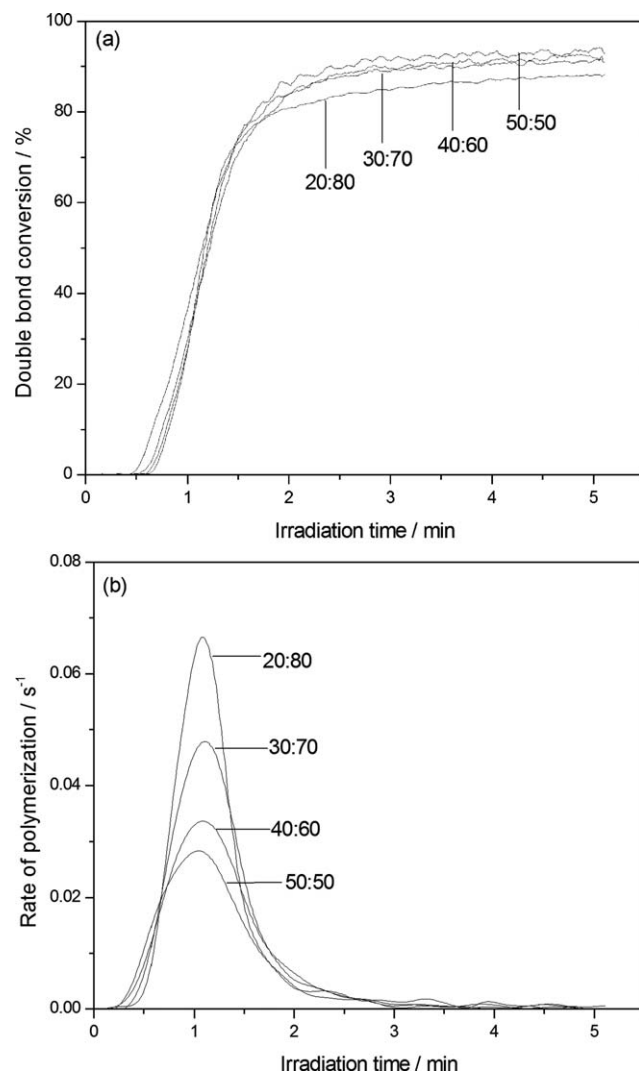 (a)
Double bond conversion / %
100
80
60
40
20
0
20:80
30:70
40:60
50:50
0 1 2 3 4 5
Irradiation time / min
(b)
Rate of polymerization / s⁻¹
0.08
0.06
0.04
0.02
0.00
20:80
30:70
40:60
50:50
0 1 2 3 4 5
Irradiation time / min